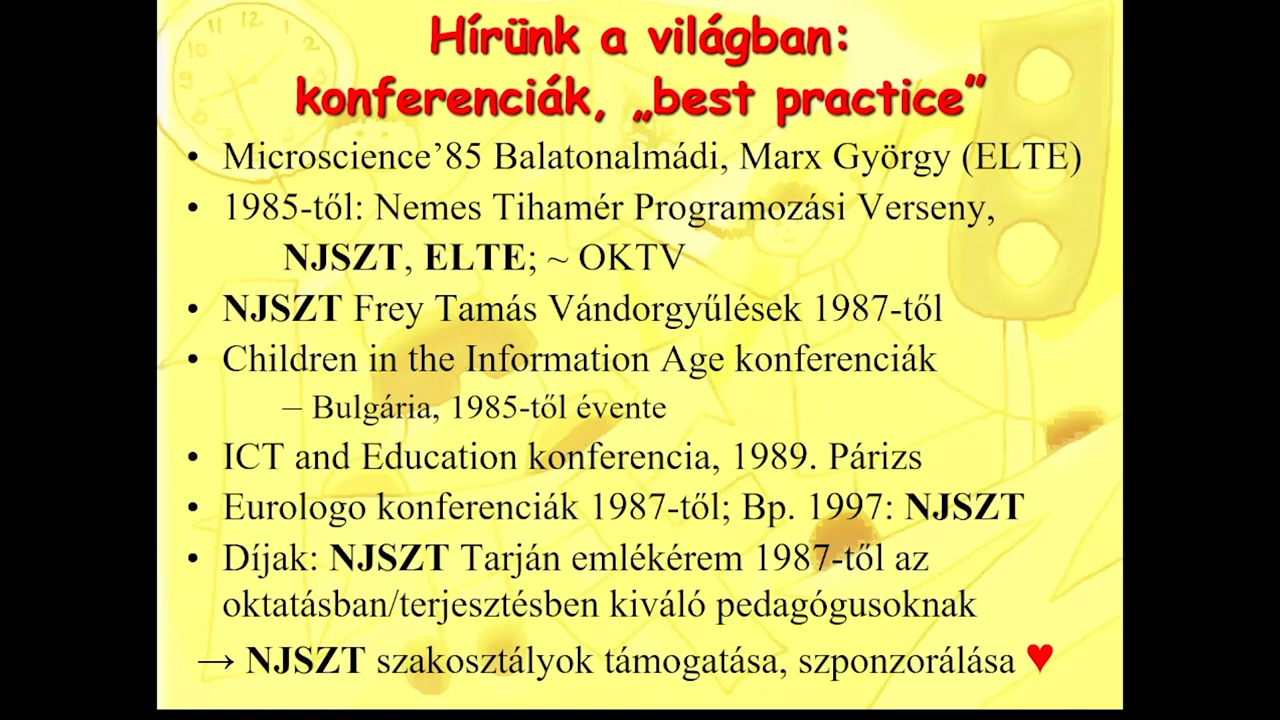 Hírünk a világban:
konferenciák, „best practice”
• Microscience’85 Balatonalmádi, Marx György (ELTE)
• 1985-től: Nemes Tihamér Programozási Verseny,
NJSZT, ELTE; ~ OKTV
• NJSZT Frey Tamás Vándorgyűlések 1987-től
• Children in the Information Age konferenciák
– Bulgária, 1985-től évente
• ICT and Education konferencia, 1989. Párizs
• Eurologo konferenciák 1987-től; Bp. 1997: NJSZT
• Díjak: NJSZT Tarján emlékérem 1987-től az
oktatásban/terjesztésben kiváló pedagógusoknak
→ NJSZT szakosztályok támogatása, szponzorálása ♥